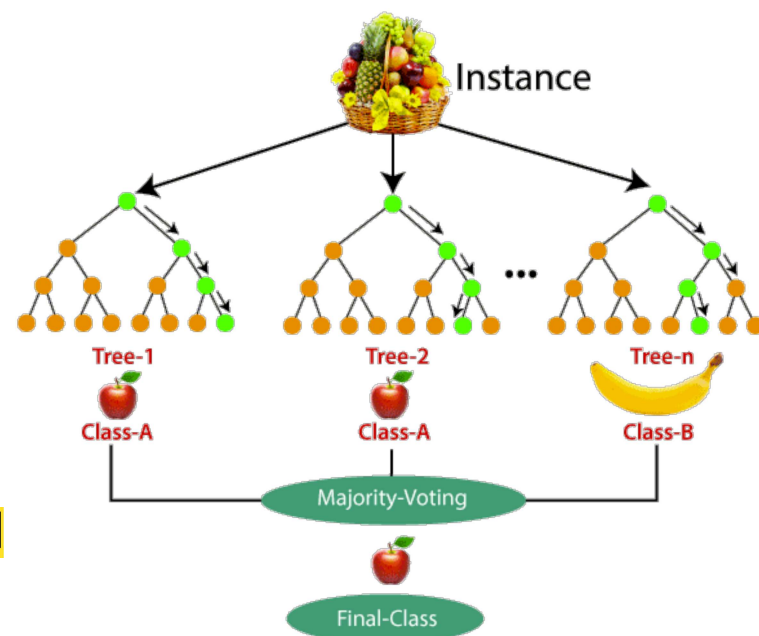 Instance
...
Tree-1
Tree-2
Tree-n
Class-A
Class-A
Class-B
Majority-Voting
Final-Class